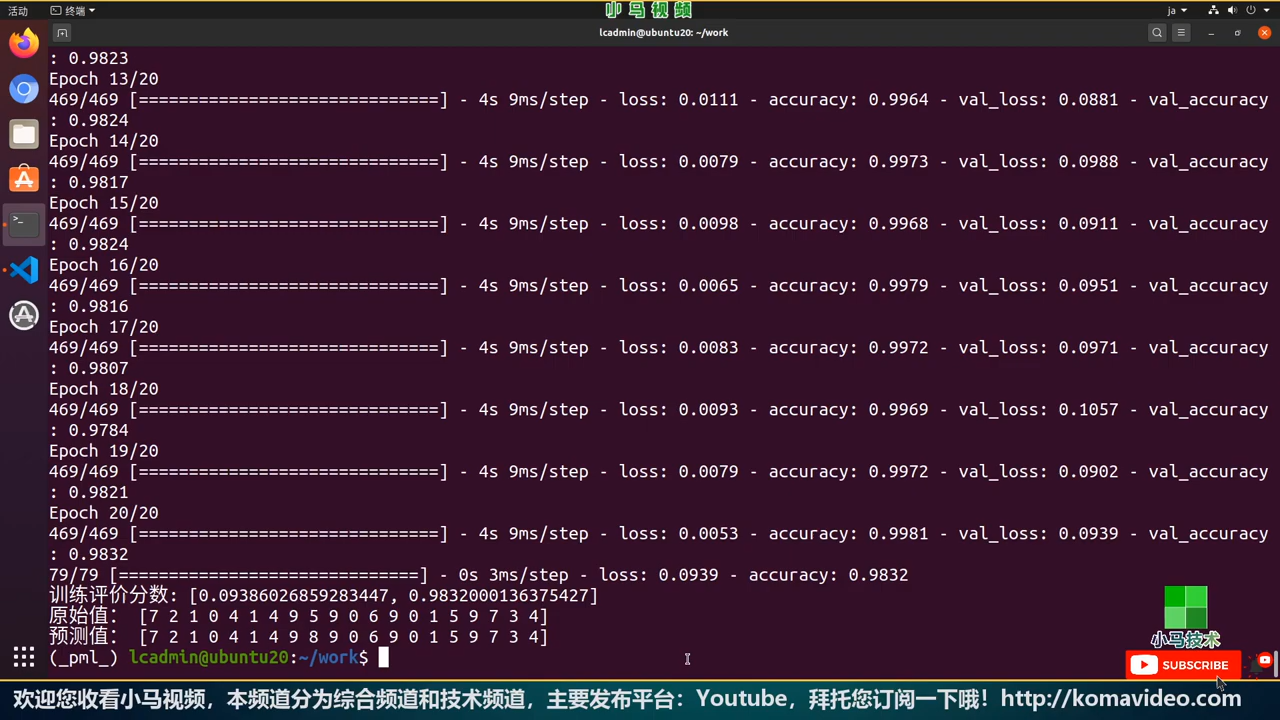 小马视频
活动
终端
ja
lcadmin@ubuntu20: ~/work
: 0.9823
Epoch 13/20
469/469 [==============================] - 4s 9ms/step - loss: 0.0111 - accuracy: 0.9964 - val_loss: 0.0881 - val_accuracy
: 0.9824
Epoch 14/20
469/469 [==============================] - 4s 9ms/step - loss: 0.0079 - accuracy: 0.9973 - val_loss: 0.0988 - val_accuracy
: 0.9817
Epoch 15/20
469/469 [==============================] - 4s 9ms/step - loss: 0.0098 - accuracy: 0.9968 - val_loss: 0.0911 - val_accuracy
: 0.9824
Epoch 16/20
469/469 [==============================] - 4s 9ms/step - loss: 0.0065 - accuracy: 0.9979 - val_loss: 0.0951 - val_accuracy
: 0.9816
Epoch 17/20
469/469 [==============================] - 4s 9ms/step - loss: 0.0083 - accuracy: 0.9972 - val_loss: 0.0971 - val_accuracy
: 0.9807
Epoch 18/20
469/469 [==============================] - 4s 9ms/step - loss: 0.0093 - accuracy: 0.9969 - val_loss: 0.1057 - val_accuracy
: 0.9784
Epoch 19/20
469/469 [==============================] - 4s 9ms/step - loss: 0.0079 - accuracy: 0.9972 - val_loss: 0.0902 - val_accuracy
: 0.9821
Epoch 20/20
469/469 [==============================] - 4s 9ms/step - loss: 0.0053 - accuracy: 0.9981 - val_loss: 0.0939 - val_accuracy
: 0.9832
79/79 [==============================] - 0s 3ms/step - loss: 0.0939 - accuracy: 0.9832
训练评价分数: [0.09386026859283447, 0.9832000136375427]
原始值： [7 2 1 0 4 1 4 9 5 9 0 6 9 0 1 5 9 7 3 4]
预测值： [7 2 1 0 4 1 4 9 8 9 0 6 9 0 1 5 9 7 3 4]
(_pml_) lcadmin@ubuntu20:~/work$
小马技术
SUBSCRIBE
欢迎您收看小马视频，本频道分为综合频道和技术频道，主要发布平台：Youtube，拜托您订阅一下哦！http://komavideo.com